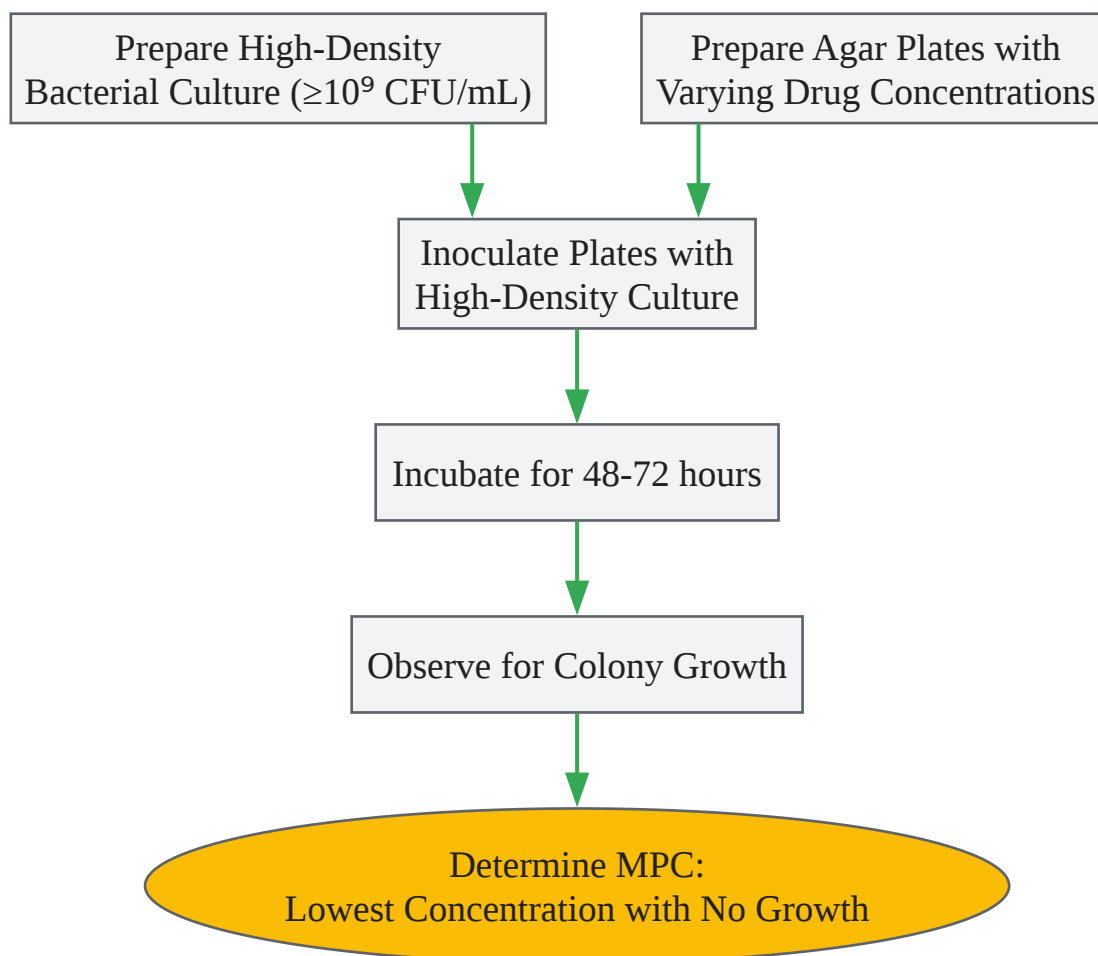 Prepare High-Density
Bacterial Culture (≥10⁹ CFU/mL)
Prepare Agar Plates with
Varying Drug Concentrations
Inoculate Plates with
High-Density Culture
Incubate for 48-72 hours
Observe for Colony Growth
Determine MPC:
Lowest Concentration with No Growth